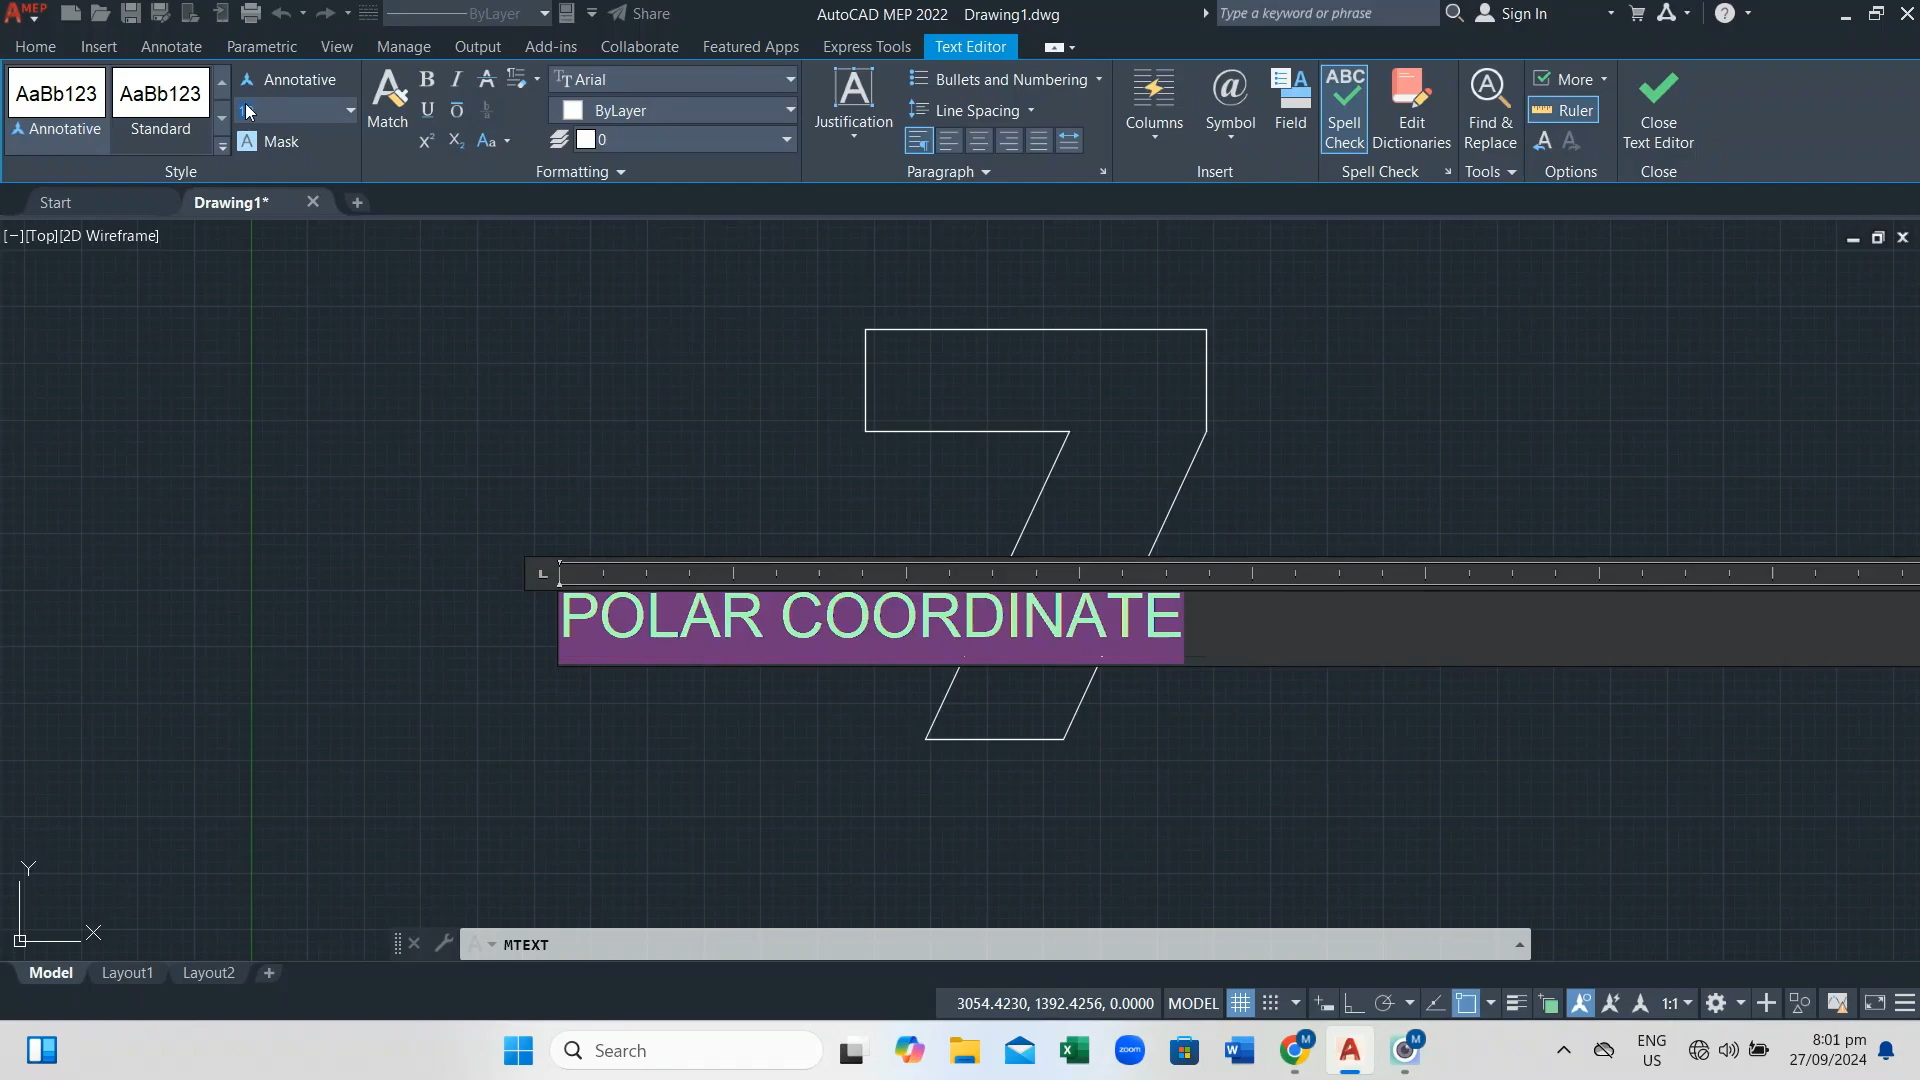 MEP
ByLayer
Share
AutoCAD MEP 2022 Drawing1.dwg
Type a keyword or phrase
Sign In
Home Insert Annotate Parametric View Manage Output Add-ins Collaborate Featured Apps Express Tools Text Editor
AaBb123 AaBb123
Annotative Standard
Annotative
Mask
Style
Match
Arial
ByLayer
0
Formatting
Justification
Bullets and Numbering
Line Spacing
Paragraph
Columns Symbol Field
Insert
ABC
Spell Check
Edit Dictionaries
Spell Check
Find & Replace
Tools
More
Ruler
Options
Close Text Editor
Close
Start Drawing1*
[−][Top][2D Wireframe]
POLAR COORDINATE
Y
X
MTEXT
Model Layout1 Layout2
3054.4230, 1392.4256, 0.0000 MODEL 1:1
Search
zoom
M
M
ENG
US
8:01 pm
27/09/2024